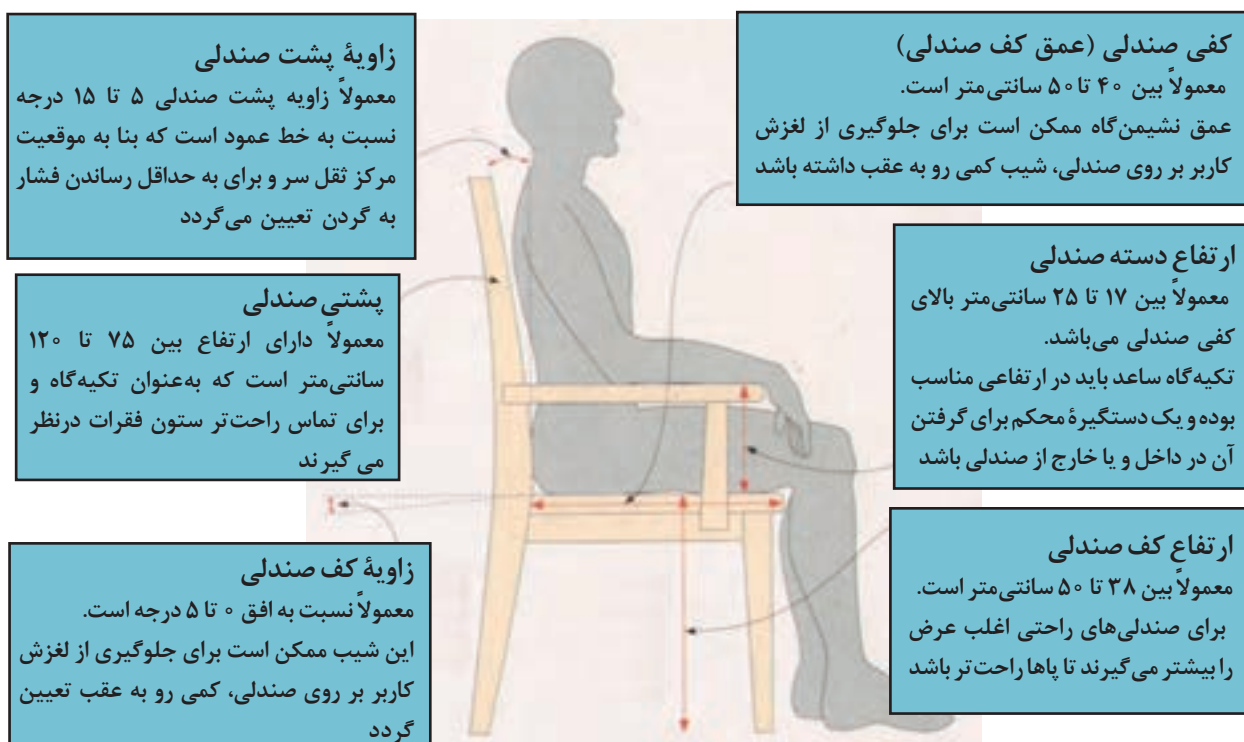 کفی صندلی (عمق کف صندلی)
معمولاً بین ۴۰ تا ۵۰ سانتی‌متر است.
عمق نشیمن‌گاه ممکن است برای جلوگیری از لغزش
کاربر بر روی صندلی، شیب کمی رو به عقب داشته باشد
ارتفاع دسته صندلی
معمولاً بین ۱۷ تا ۲۵ سانتی‌متر بالای
کفی صندلی می‌باشد.
تکیه‌گاه ساعد باید در ارتفاعی مناسب
بوده و یک دستگیرهٔ محکم برای گرفتن
آن در داخل و یا خارج از صندلی باشد
ارتفاع کف صندلی
معمولاً بین ۳۸ تا ۵۰ سانتی‌متر است.
برای صندلی‌های راحتی اغلب عرض
را بیشتر می‌گیرند تا پاها راحت‌تر باشد
زاویهٔ پشت صندلی
معمولاً زاویه پشت صندلی ۵ تا ۱۵ درجه
نسبت به خط عمود است که بنا به موقعیت
مرکز ثقل سر و برای به حداقل رساندن فشار
به گردن تعیین می‌گردد
پشتی صندلی
معمولاً دارای ارتفاع بین ۷۵ تا ۱۲۰
سانتی‌متر است که به‌عنوان تکیه‌گاه و
برای تماس راحت‌تر ستون فقرات درنظر
می گیرند
زاویهٔ کف صندلی
معمولاً نسبت به افق ۰ تا ۵ درجه است.
این شیب ممکن است برای جلوگیری از لغزش
کاربر بر روی صندلی، کمی رو به عقب تعیین
گردد